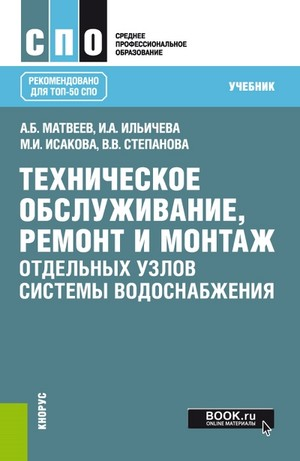 СПО
СРЕДНЕЕ
ПРОФЕССИОНАЛЬНОЕ
ОБРАЗОВАНИЕ
РЕКОМЕНДОВАНО
ДЛЯ ТОП-50 СПО
УЧЕБНИК
А.Б. МАТВЕЕВ, И.А. ИЛЬИЧЕВА
М.И. ИСАКОВА, В.В. СТЕПАНОВА
ТЕХНИЧЕСКОЕ
ОБСЛУЖИВАНИЕ,
РЕМОНТ И МОНТАЖ
ОТДЕЛЬНЫХ УЗЛОВ
СИСТЕМЫ ВОДОСНАБЖЕНИЯ
КНОРУС
BOOK.ru
ONLINE МАТЕРИАЛЫ